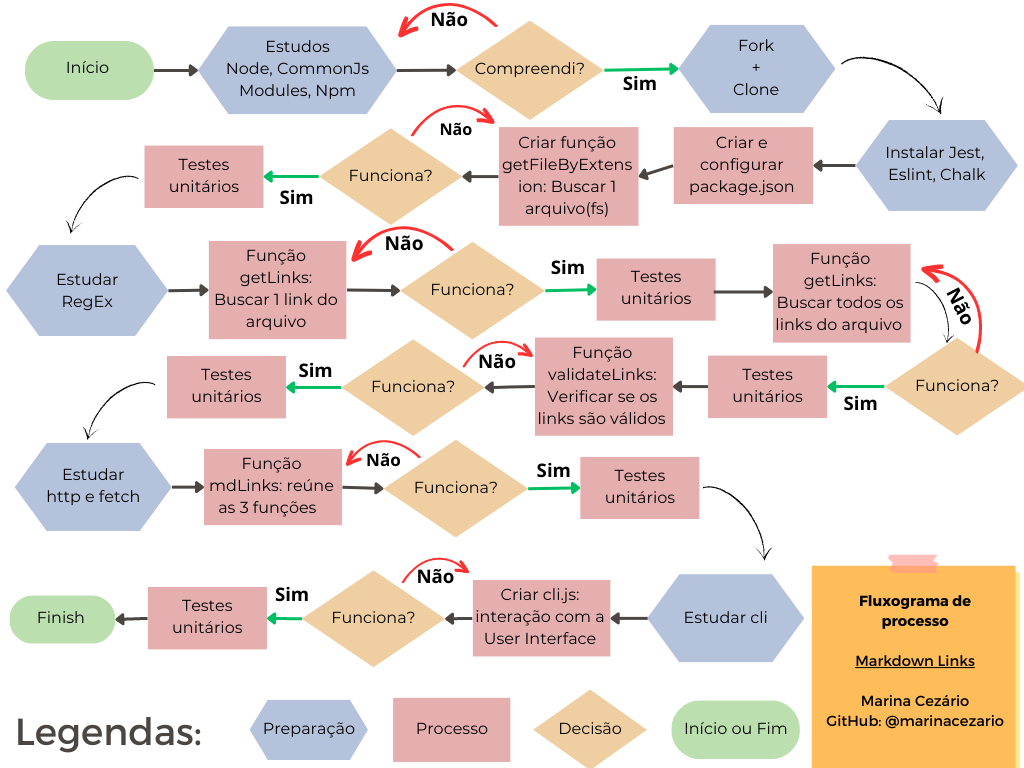 Início
Estudos
Node, CommonJs
Modules, Npm
Não
Compreendi?
Sim
Fork
+
Clone
Instalar Jest,
Eslint, Chalk
Criar e
configurar
package.json
Criar função
getFileByExtens
ion: Buscar 1
arquivo(fs)
Não
Funciona?
Sim
Testes
unitários
Estudar
RegEx
Função
getLinks:
Buscar 1 link do
arquivo
Não
Funciona?
Sim
Testes
unitários
Função
getLinks:
Buscar todos os
links do arquivo
Não
Funciona?
Sim
Testes
unitários
Função
validateLinks:
Verificar se os
links são válidos
Não
Funciona?
Sim
Testes
unitários
Estudar
http e fetch
Função
mdLinks: reúne
as 3 funções
Não
Funciona?
Sim
Testes
unitários
Estudar cli
Criar cli.js:
interação com a
User Interface
Não
Funciona?
Sim
Testes
unitários
Finish
Fluxograma de
processo
Markdown Links
Marina Cezário
GitHub: @marinacezario
Legendas:
Preparação
Processo
Decisão
Início ou Fim